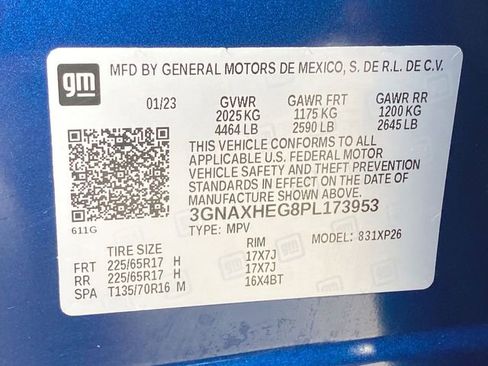 gm
MFD BY GENERAL MOTORS DE MEXICO, S. DE R.L. DE C.V.
01/23 GVWR GAWR FRT GAWR RR
2025 KG 1175 KG 1200 KG
4464 LB 2590 LB 2645 LB
THIS VEHICLE CONFORMS TO ALL
APPLICABLE U.S. FEDERAL MOTOR
VEHICLE SAFETY AND THEFT PREVENTION
STANDARDS IN EFFECT ON THE DATE OF
MANUFACTURE SHOWN ABOVE.
3GNAXHEG8PL173953
611G TYPE: MPV MODEL: 831XP26
TIRE SIZE RIM
FRT 225/65R17 H 17X7J
RR 225/65R17 H 17X7J
SPA T135/70R16 M 16X4BT